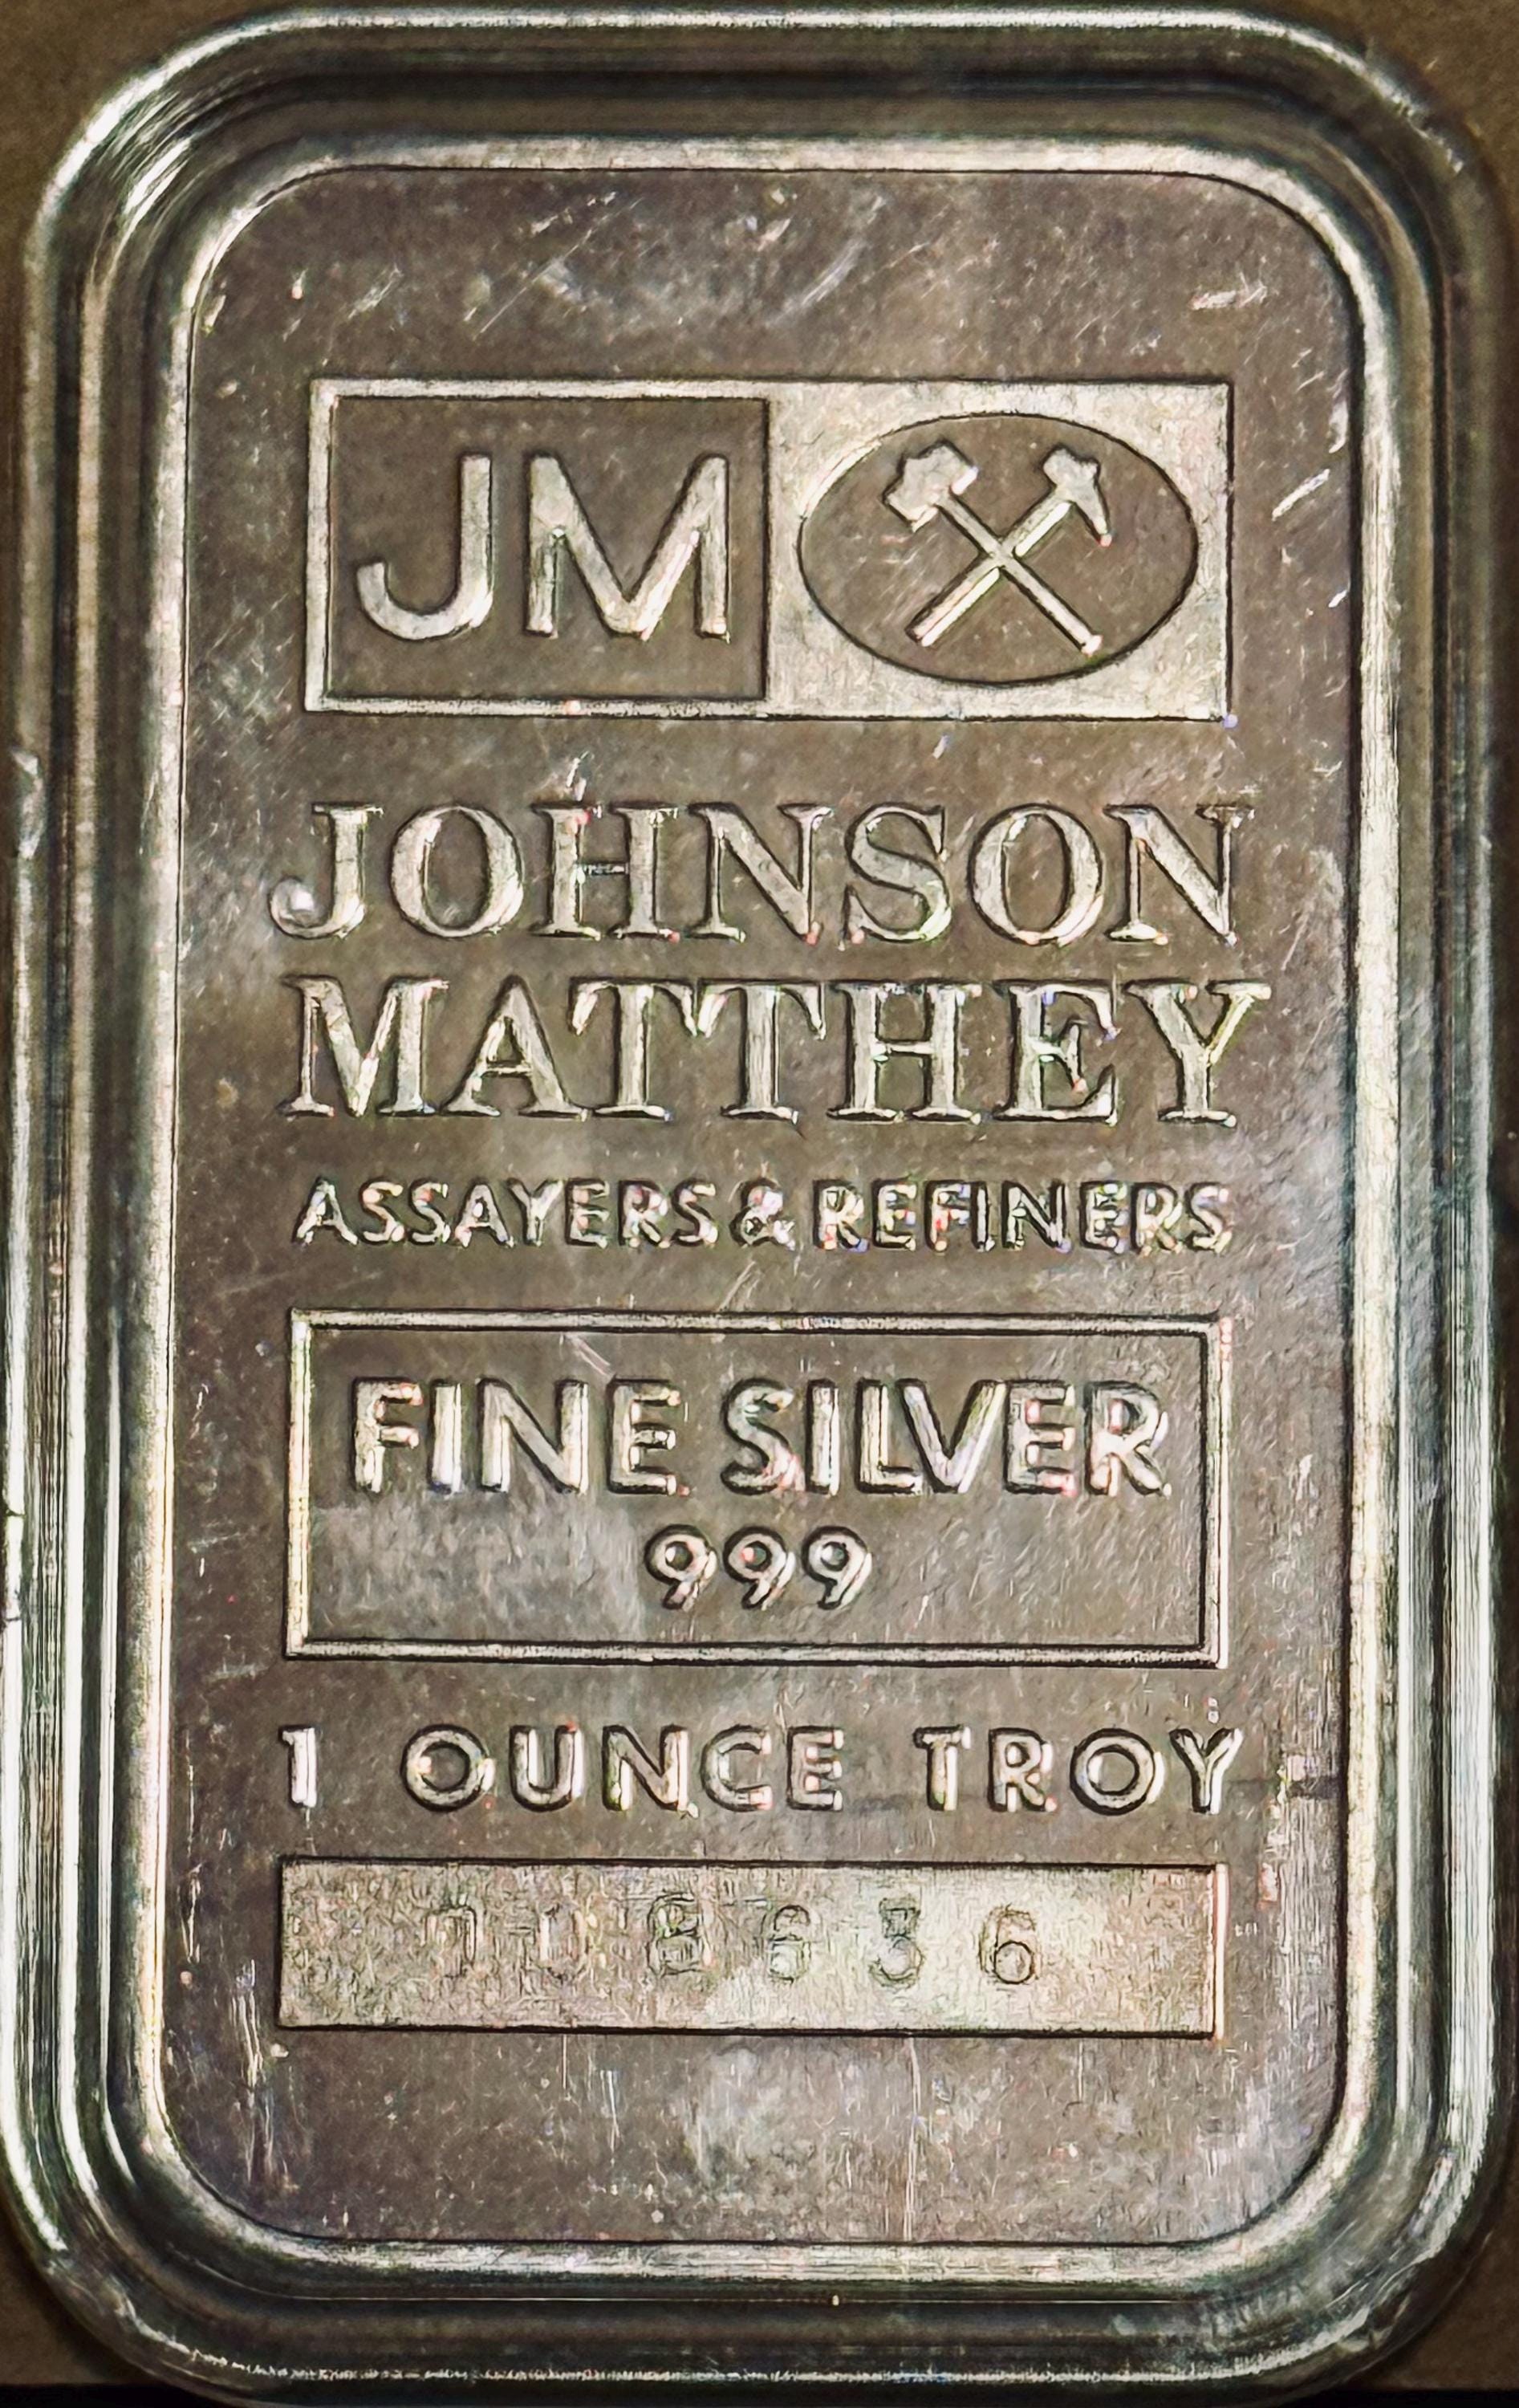 JM
JOHNSON
MATTHEY
ASSAYERS & REFINERS
FINE SILVER
999
1 OUNCE TROY